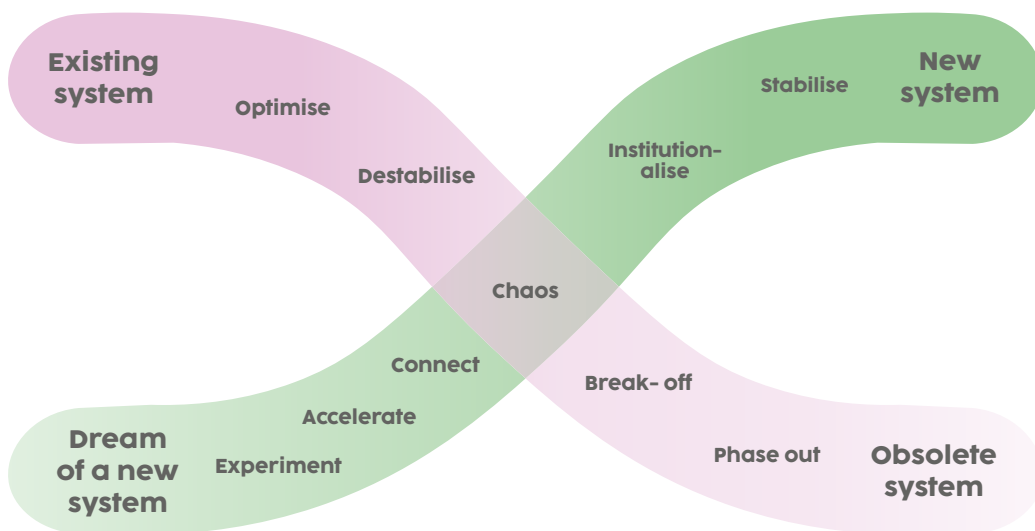 Existing
system
Optimise
Destabilise
Chaos
Break- off
Phase out
Obsolete
system
Dream
of a new
system
Experiment
Accelerate
Connect
Institution-
alise
Stabilise
New
system